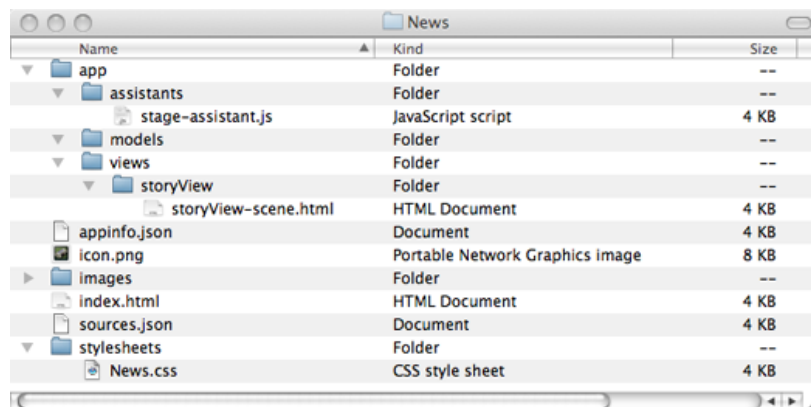 News
Name Kind Size
app Folder --
assistants Folder --
stage-assistant.js JavaScript script 4 KB
models Folder --
views Folder --
storyView Folder --
storyView-scene.html HTML Document 4 KB
appinfo.json Document 4 KB
icon.png Portable Network Graphics image 8 KB
images Folder --
index.html HTML Document 4 KB
sources.json Document 4 KB
stylesheets Folder --
News.css CSS style sheet 4 KB